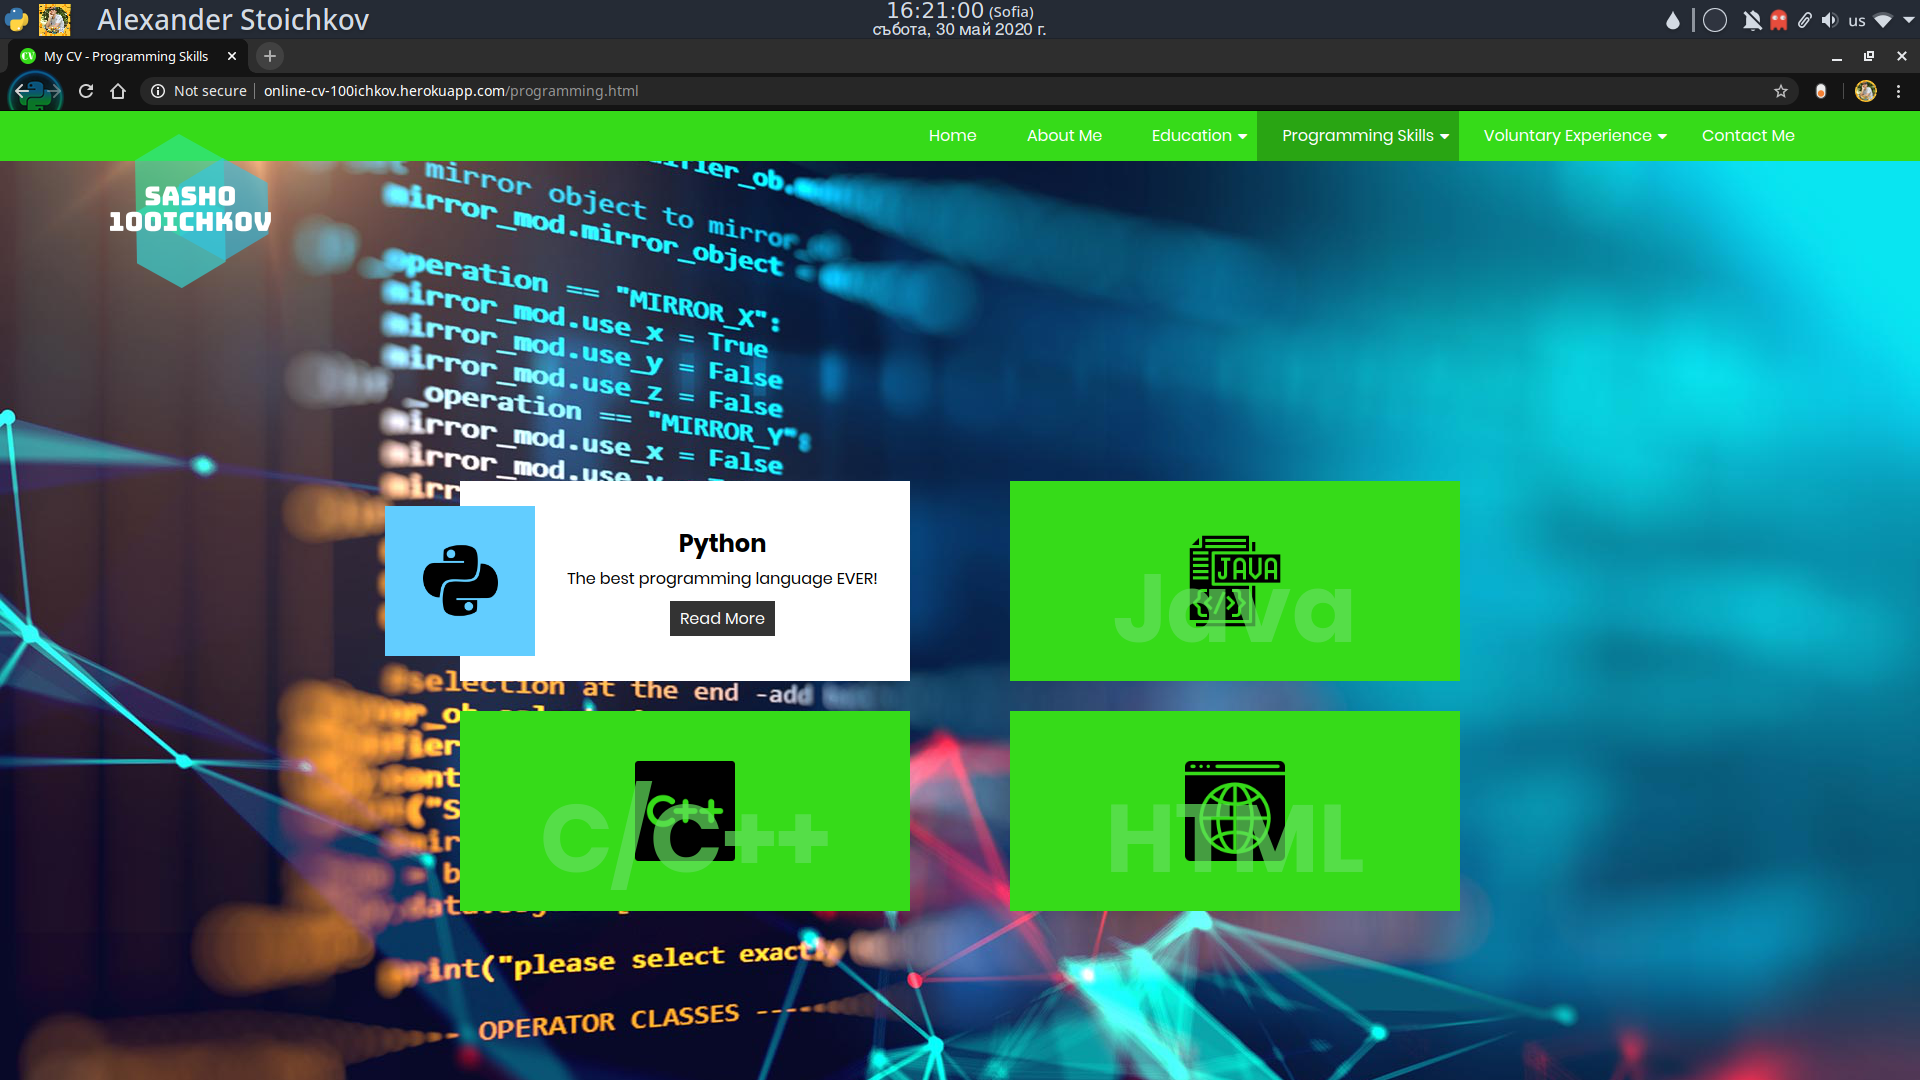 Alexander Stoichkov
16:21:00 (Sofia)
събота, 30 май 2020 г.
us
CV My CV - Programming Skills
Not secure online-cv-100ichkov.herokuapp.com/programming.html
Home About Me Education Programming Skills Voluntary Experience Contact Me
SASHO
100ICHKOV
mirror object to mirror
mirror_mod.mirror_object
operation == "MIRROR_X":
mirror_mod.use_x = True
mirror_mod.use_y = False
mirror_mod.use_z = False
_operation == "MIRROR_Y":
mirror_mod.use_x = False
Python
The best programming language EVER!
Read More
JAVA
Java
selection at the end -add
C++
C/C++
HTML
print("please select exactly
OPERATOR CLASSES ----